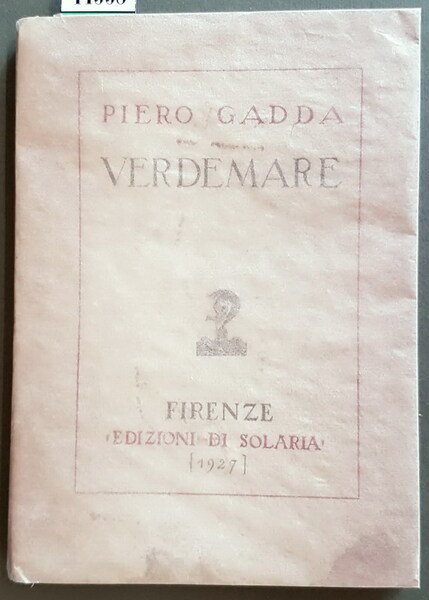 PIERO GADDA
VERDEMARE
FIRENZE
"EDIZIONI DI SOLARIA"
[1927]